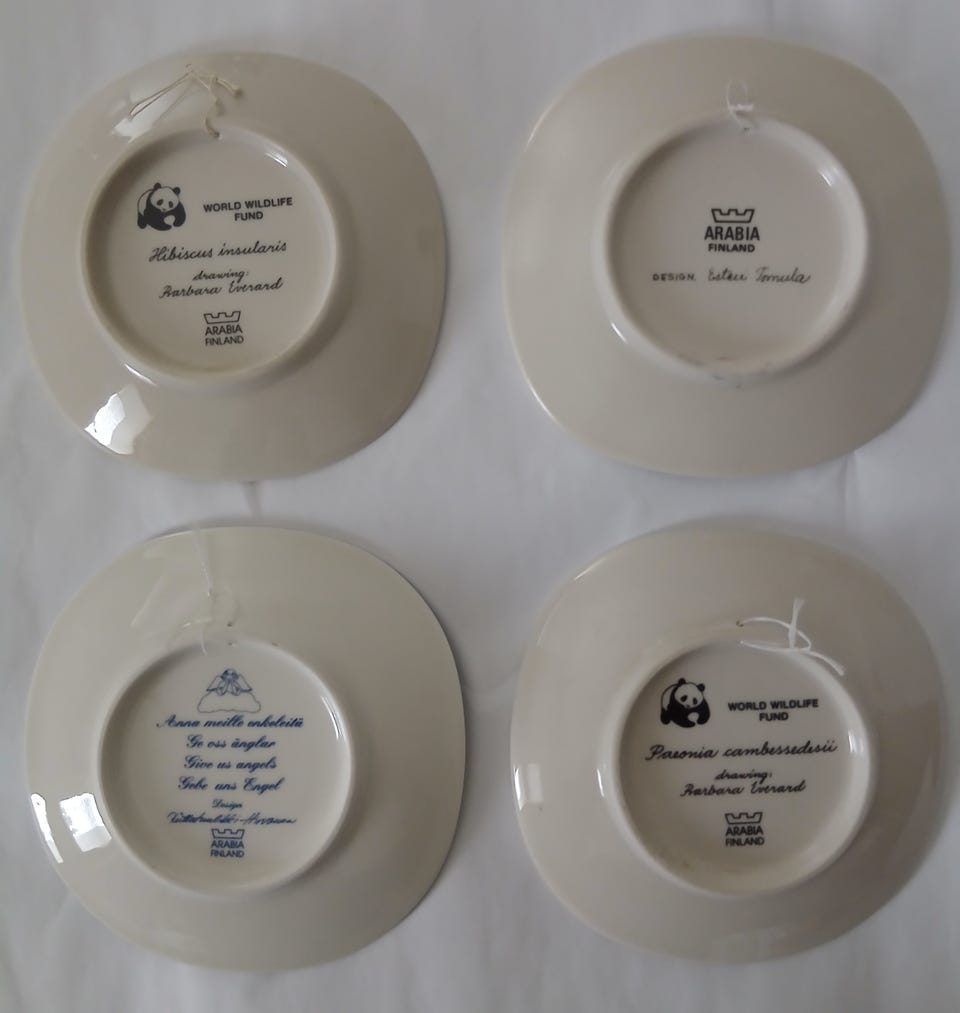 WORLD WILDLIFE
FUND
Hibiscus insularis
drawing:
Barbara Everard
ARABIA
FINLAND
ARABIA
FINLAND
DESIGN. Esteri Tomula
Anna meille enkeleitä
Ge oss änglar
Give us angels
Gebe uns Engel
Design
ARABIA
FINLAND
WORLD WILDLIFE
FUND
Paeonia cambessedesii
drawing:
Barbara Everard
ARABIA
FINLAND